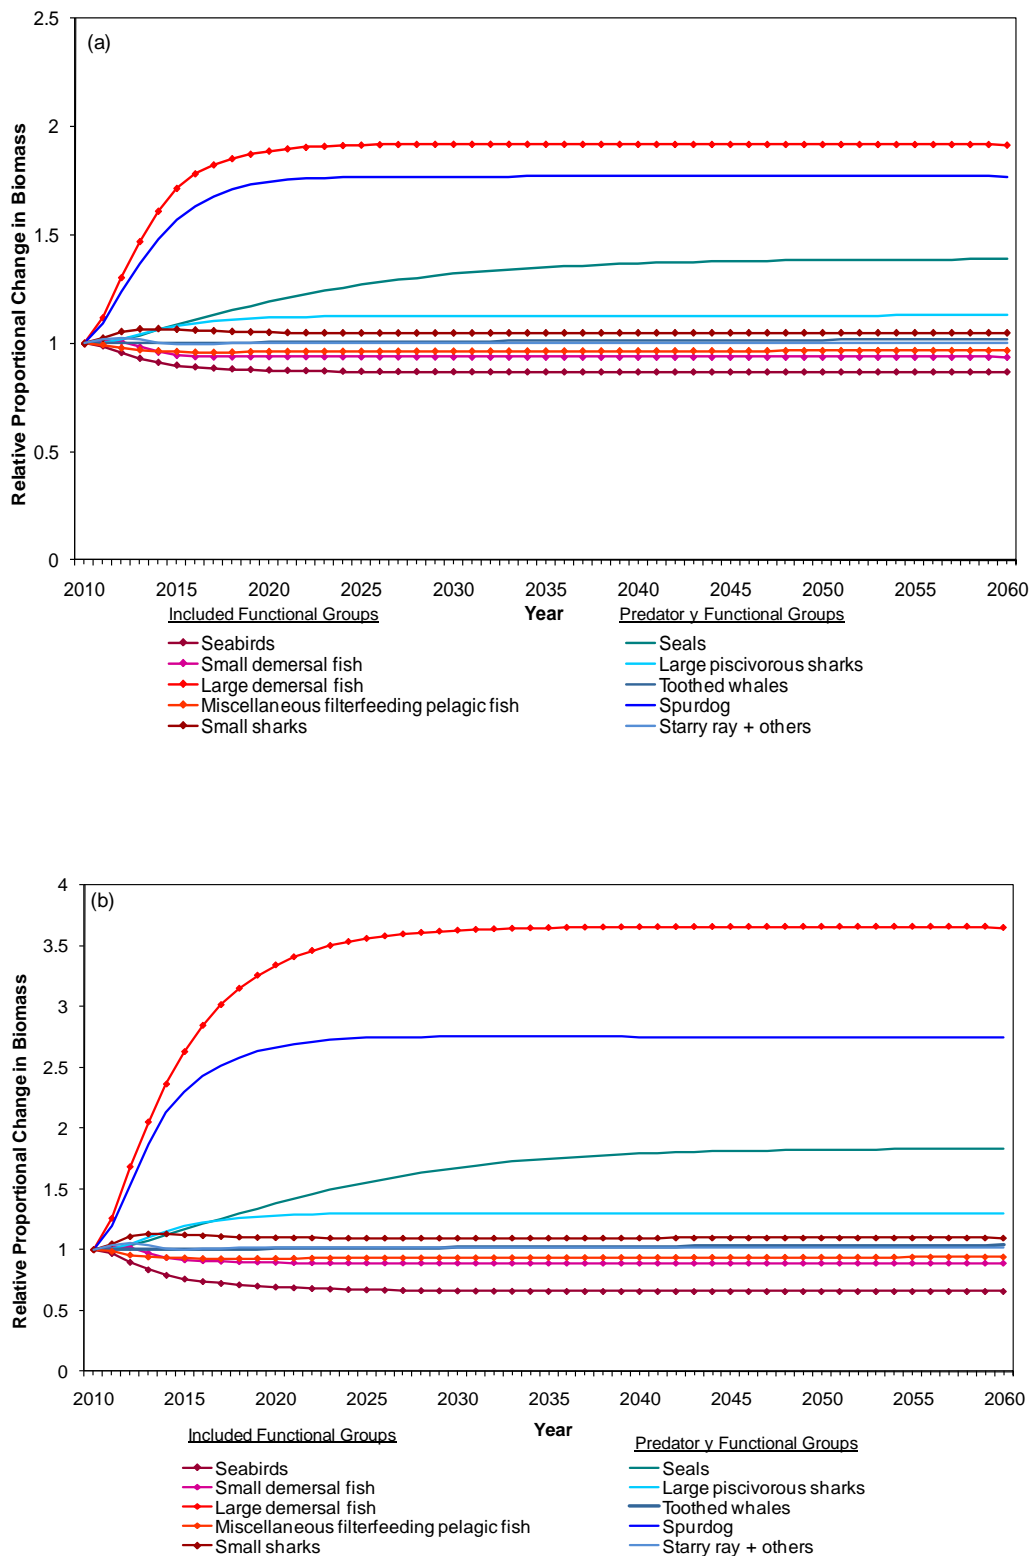 (a)
Relative Proportional Change in Biomass
2.5
2
1.5
1
0.5
0
2010 2015 2020 2025 2030 2035 2040 2045 2050 2055 2060
Year
Included Functional Groups
Seabirds
Small demersal fish
Large demersal fish
Miscellaneous filterfeeding pelagic fish
Small sharks
Predator y Functional Groups
Seals
Large piscivorous sharks
Toothed whales
Spurdog
Starry ray + others
(b)
Relative Proportional Change in Biomass
4
3.5
3
2.5
2
1.5
1
0.5
0
2010 2015 2020 2025 2030 2035 2040 2045 2050 2055 2060
Year
Included Functional Groups
Seabirds
Small demersal fish
Large demersal fish
Miscellaneous filterfeeding pelagic fish
Small sharks
Predator y Functional Groups
Seals
Large piscivorous sharks
Toothed whales
Spurdog
Starry ray + others